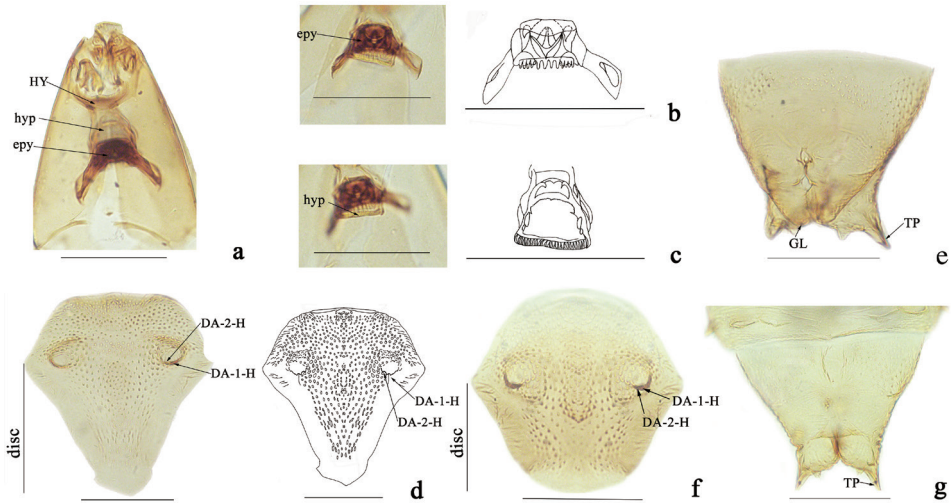 HY
hyp
epy
a
epy
b
hyp
c
GL
TP
e
DA-2-H
DA-1-H
disc
DA-1-H
DA-2-H
d
DA-1-H
DA-2-H
disc
f
TP
g